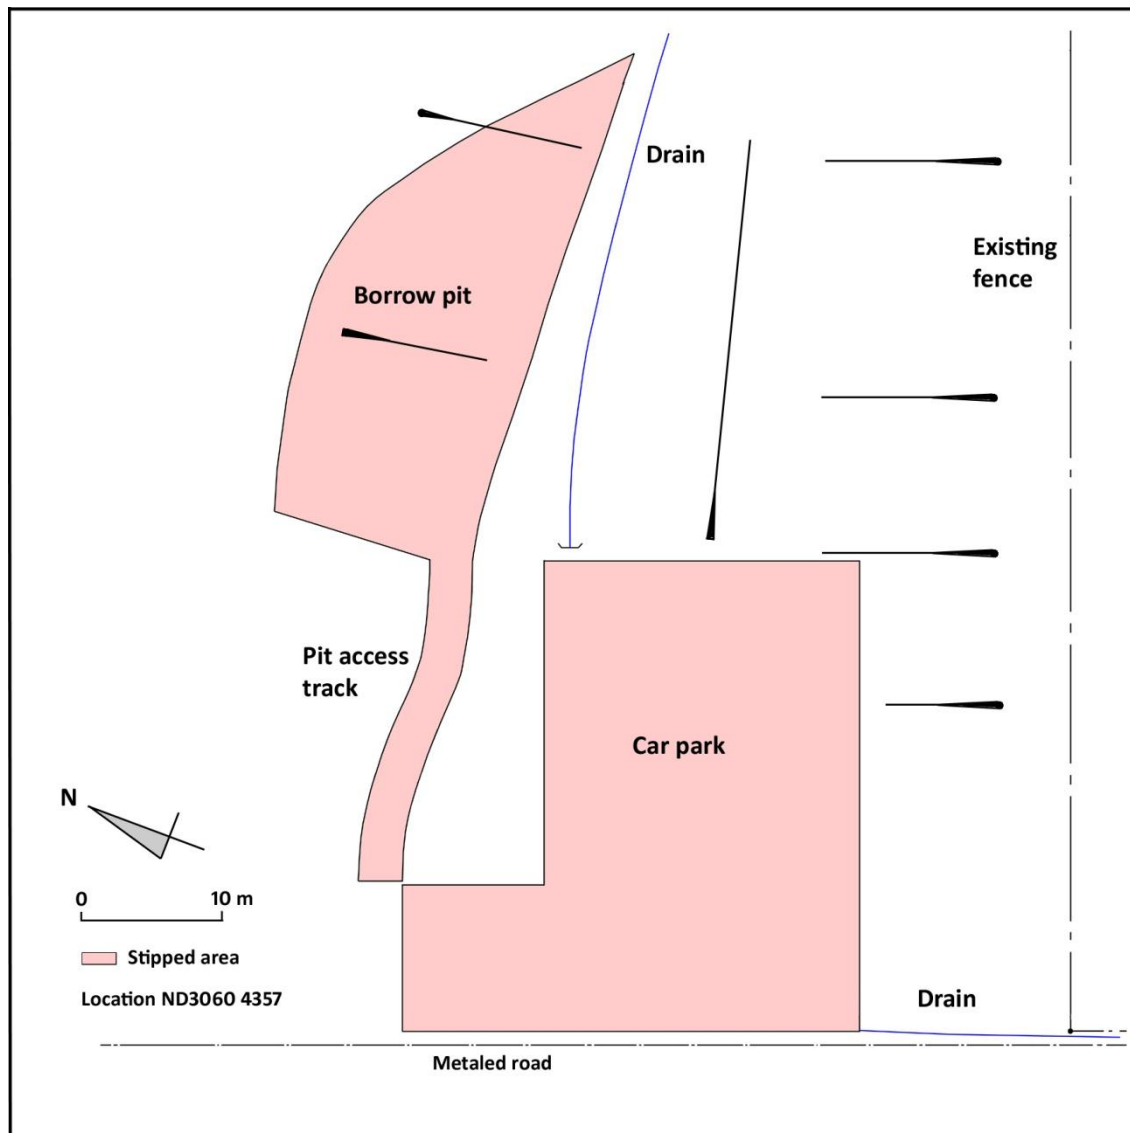 Drain
Existing
fence
Borrow pit
Pit access
track
Car park
N
0 10 m
Stipped area
Location ND3060 4357
Drain
Metaled road